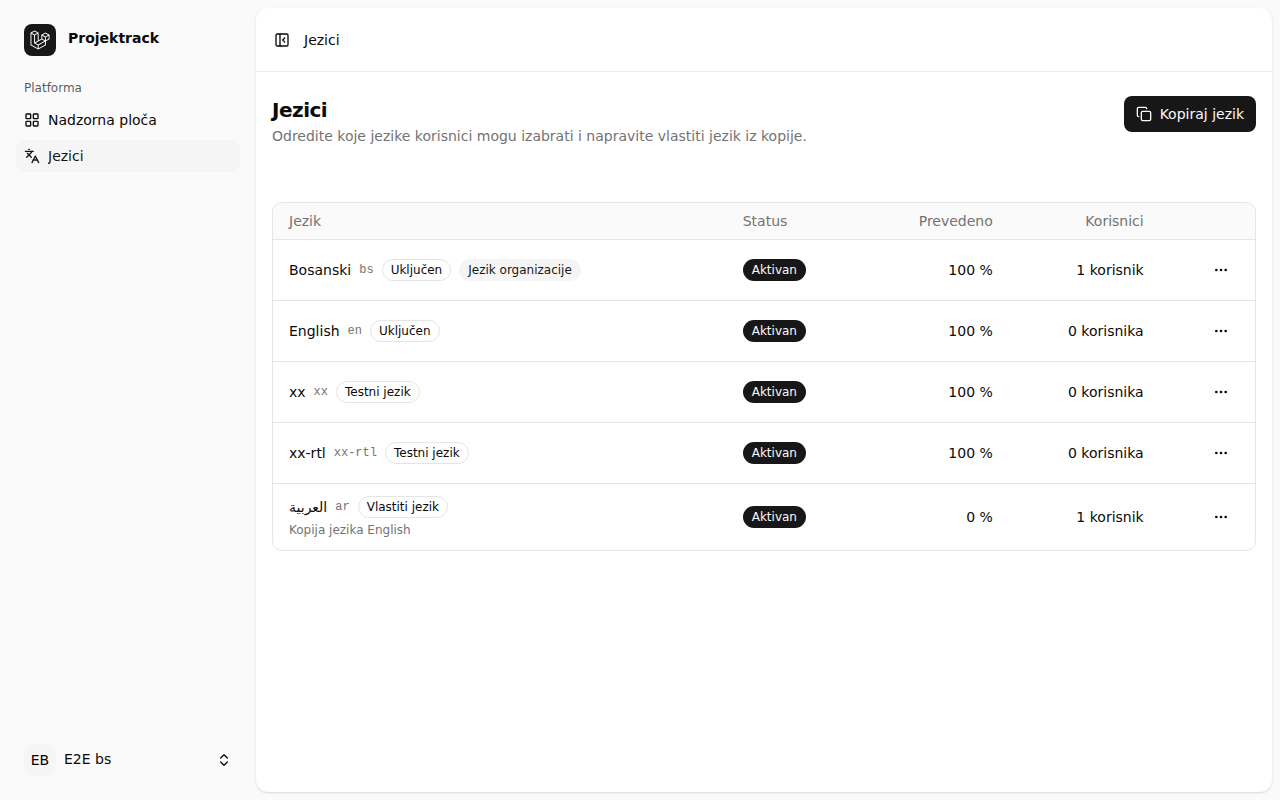 Projektrack
Platforma
Nadzorna ploča
Jezici
EB E2E bs
Jezici
Jezici
Odredite koje jezike korisnici mogu izabrati i napravite vlastiti jezik iz kopije.
Kopiraj jezik
Jezik Status Prevedeno Korisnici
Bosanski bs Uključen Jezik organizacije Aktivan 100 % 1 korisnik
English en Uključen Aktivan 100 % 0 korisnika
xx xx Testni jezik Aktivan 100 % 0 korisnika
xx-rtl xx-rtl Testni jezik Aktivan 100 % 0 korisnika
العربية ar Vlastiti jezik Aktivan 0 % 1 korisnik
Kopija jezika English